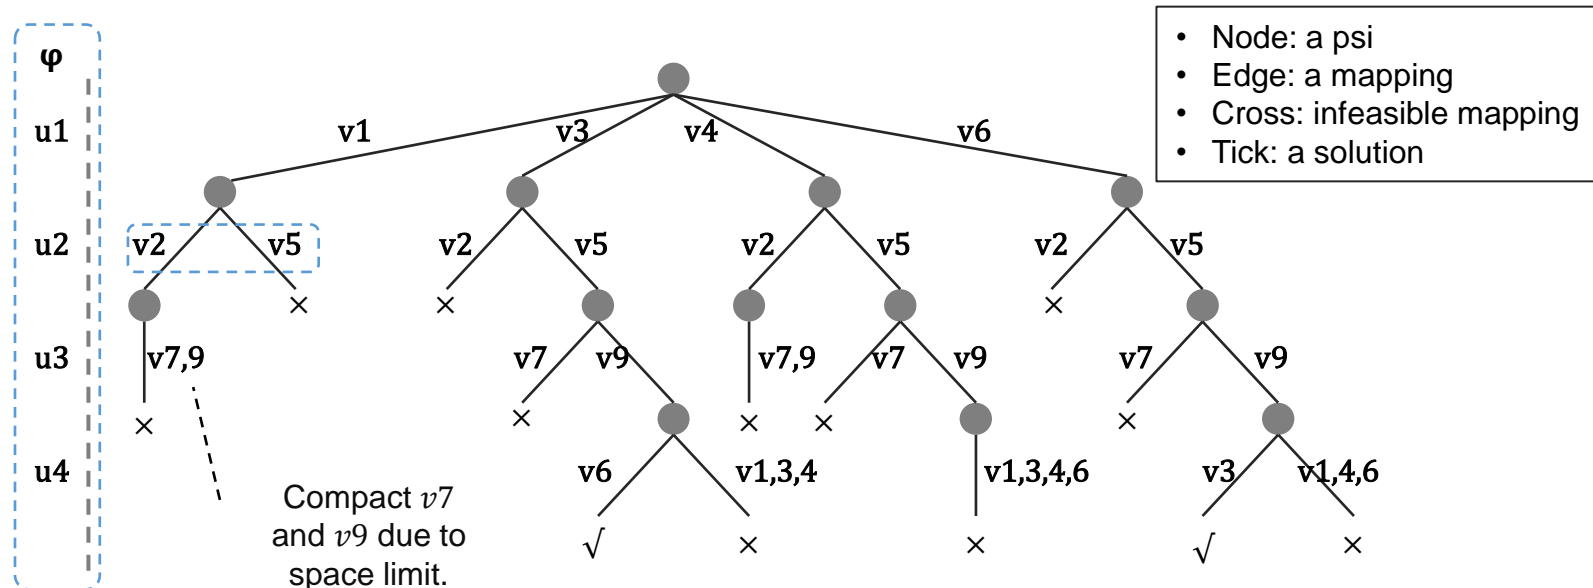 φ
• Node: a psi
• Edge: a mapping
• Cross: infeasible mapping
• Tick: a solution
u1
v1
v3
v4
v6
u2
v2
v5
v2
v5
v2
v5
v2
v5
×
×
×
u3
v7,9
v7
v9
v7,9
v7
v9
v7
v9
×
×
×
×
×
u4
v6
v1,3,4
v1,3,4,6
v3
v1,4,6
Compact v7
and v9 due to
space limit.
√
×
×
√
×